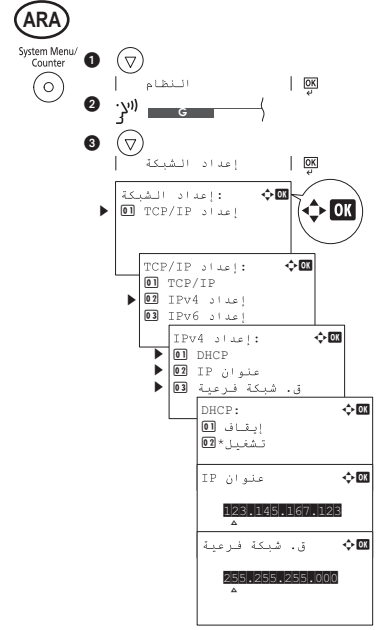 ARA
System Menu/
Counter
1
النظام
OK
2
G
3
إعداد الشبكة
OK
إعداد الشبكة: OK
إعداد TCP/IP 01
OK
إعداد TCP/IP: OK
01 TCP/IP
إعداد IPv4 02
إعداد IPv6 03
إعداد IPv4: OK
01 DHCP
عنوان IP 02
ق. شبكة فرعية 03
DHCP: OK
إيقاف 01
تشغيل* 02
عنوان IP OK
123.145.167.123
ق. شبكة فرعية OK
255.255.255.000